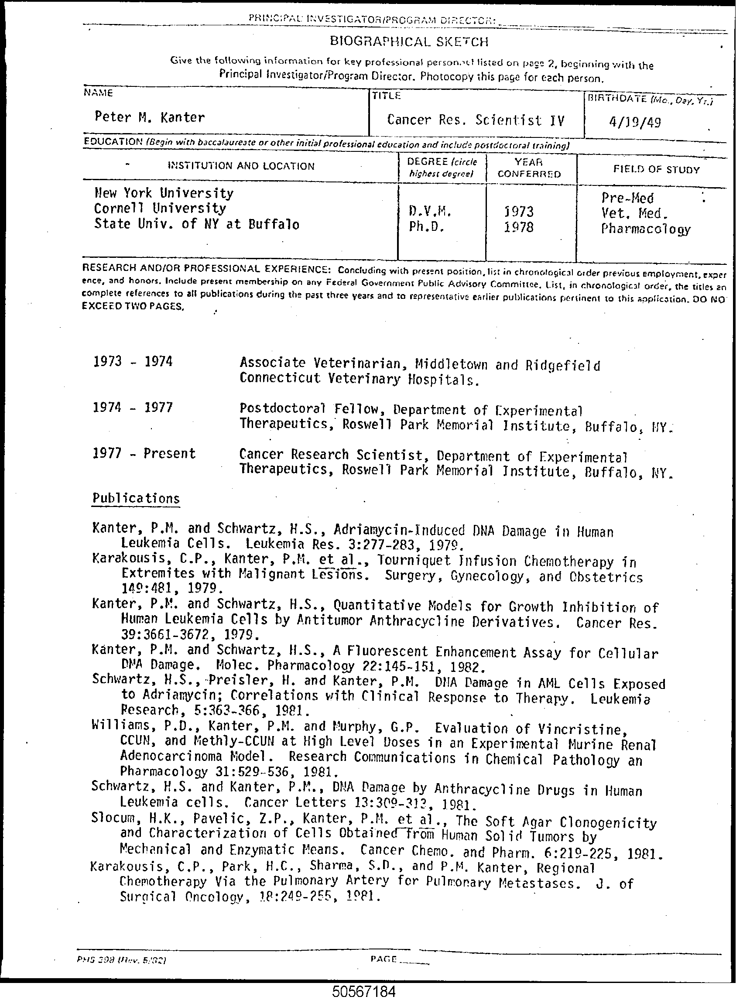 PRINCIPAL INVESTIGATOR/PROGRAM DIRECTOR:
BIOGRAPHICAL SKETCH
Give the following information for key professional personnel listed on page 2, beginning with the
Principal Investigator/Program Director. Photocopy this page for each person.
NAME
TITLE
BIRTHDATE (Mo., Day, Yr.)
Peter M. Kanter
Cancer Res. Scientist IV
4/19/49
EDUCATION (Begin with baccalaureate or other initial professional education and include postdoctoral training)
INSTITUTION AND LOCATION
DEGREE (circle highest degree)
YEAR CONFERRED
FIELD OF STUDY
New York University Pre-Med
Cornell University D.V.M. 1973 Vet. Med.
State Univ. of NY at Buffalo Ph.D. 1978 Pharmacology
RESEARCH AND/OR PROFESSIONAL EXPERIENCE: Concluding with present position, list in chronological order previous employment, exper
ence, and honors. Include present membership on any Federal Government Public Advisory Committee. List, in chronological order, the titles an
complete references to all publications during the past three years and to representative earlier publications pertinent to this application. DO NO
EXCEED TWO PAGES.
1973 - 1974 Associate Veterinarian, Middletown and Ridgefield
Connecticut Veterinary Hospitals.
1974 - 1977 Postdoctoral Fellow, Department of Experimental
Therapeutics, Roswell Park Memorial Institute, Buffalo, NY.
1977 - Present Cancer Research Scientist, Department of Experimental
Therapeutics, Roswell Park Memorial Institute, Buffalo, NY.
Publications
Kanter, P.M. and Schwartz, H.S., Adriamycin-Induced DNA Damage in Human
Leukemia Cells. Leukemia Res. 3:277-283, 1979.
Karakousis, C.P., Kanter, P.M. et al., Tourniquet Infusion Chemotherapy in
Extremites with Malignant Lesions. Surgery, Gynecology, and Obstetrics
149:481, 1979.
Kanter, P.M. and Schwartz, H.S., Quantitative Models for Growth Inhibition of
Human Leukemia Cells by Antitumor Anthracycline Derivatives. Cancer Res.
39:3661-3672, 1979.
Kanter, P.M. and Schwartz, H.S., A Fluorescent Enhancement Assay for Cellular
DNA Damage. Molec. Pharmacology 22:145-151, 1982.
Schwartz, H.S., Preisler, H. and Kanter, P.M. DNA Damage in AML Cells Exposed
to Adriamycin; Correlations with Clinical Response to Therapy. Leukemia
Research, 5:363-366, 1981.
Williams, P.D., Kanter, P.M. and Murphy, G.P. Evaluation of Vincristine,
CCUN, and Methly-CCUN at High Level Doses in an Experimental Murine Renal
Adenocarcinoma Model. Research Communications in Chemical Pathology an
Pharmacology 31:529-536, 1981.
Schwartz, H.S. and Kanter, P.M., DNA Damage by Anthracycline Drugs in Human
Leukemia cells. Cancer Letters 13:309-313, 1981.
Slocum, H.K., Pavelic, Z.P., Kanter, P.M. et al., The Soft Agar Clonogenicity
and Characterization of Cells Obtained from Human Solid Tumors by
Mechanical and Enzymatic Means. Cancer Chemo. and Pharm. 6:219-225, 1981.
Karakousis, C.P., Park, H.C., Sharma, S.D., and P.M. Kanter, Regional
Chemotherapy Via the Pulmonary Artery for Pulmonary Metastases. J. of
Surgical Oncology, 18:249-255, 1981.
PHS 398 (Rev. 5/82)
PAGE
50567184